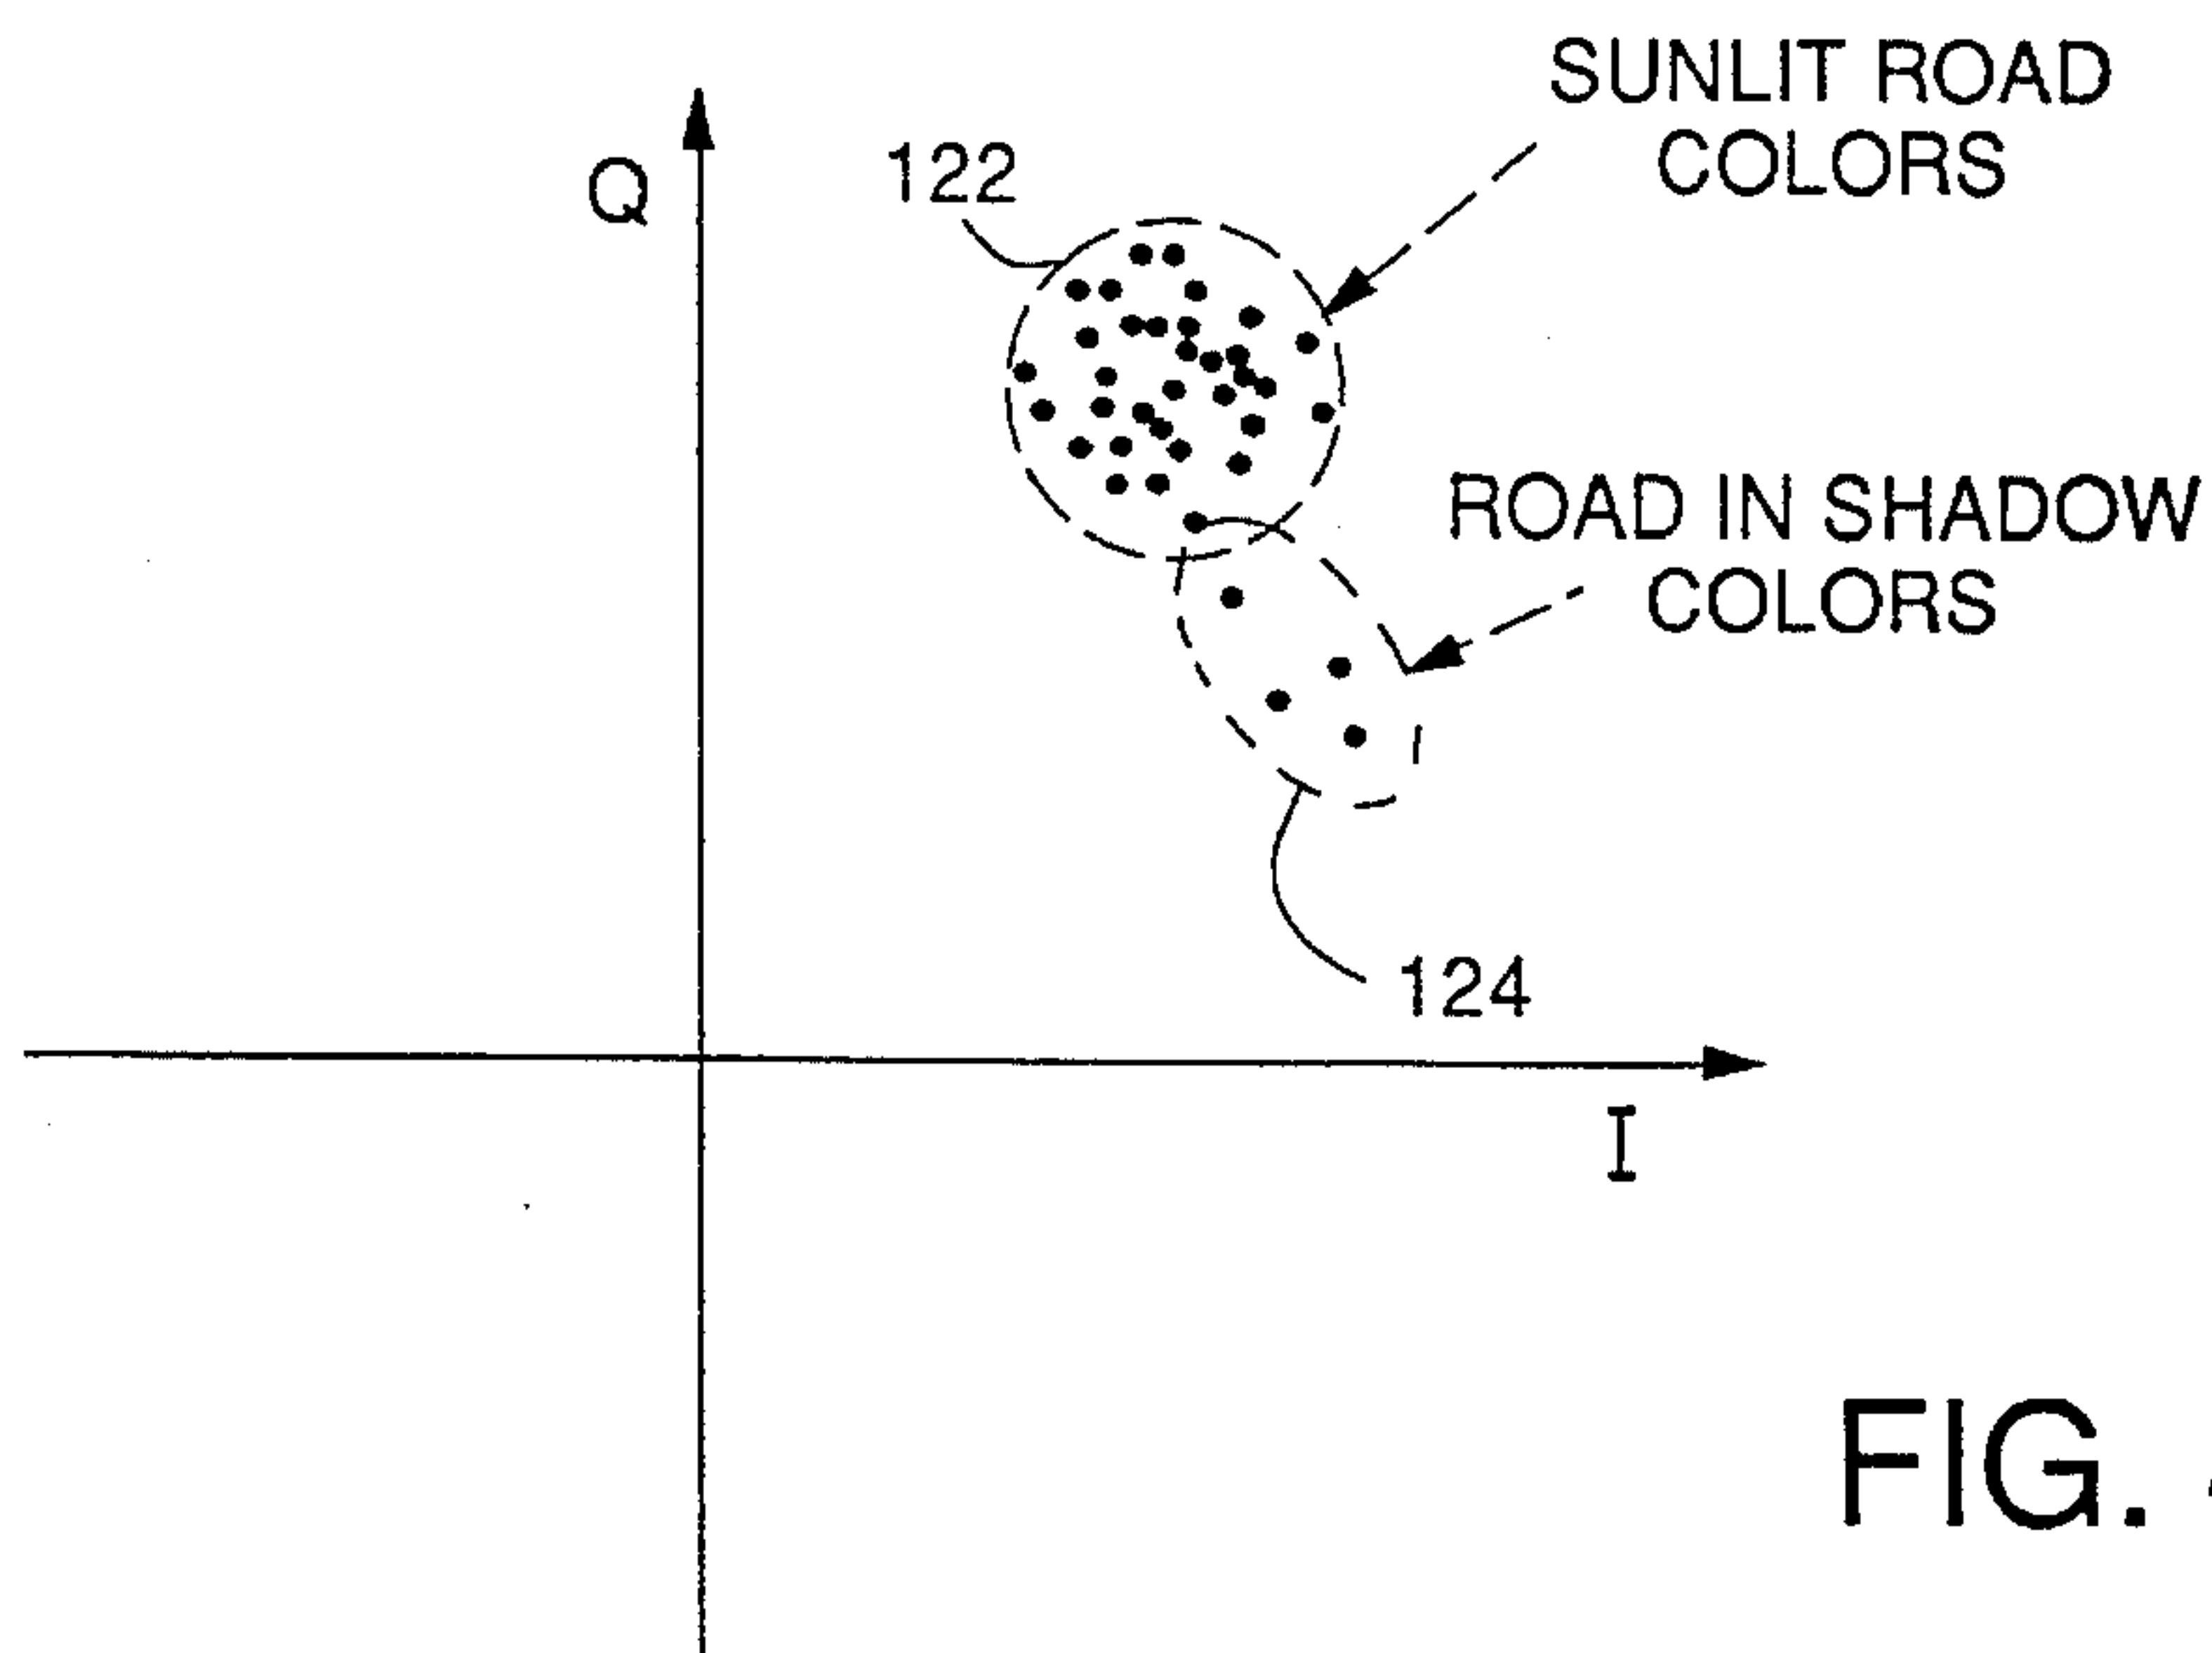 SUNLIT ROAD
COLORS
Q
122
ROAD IN SHADOW
COLORS
124
I
FIG.